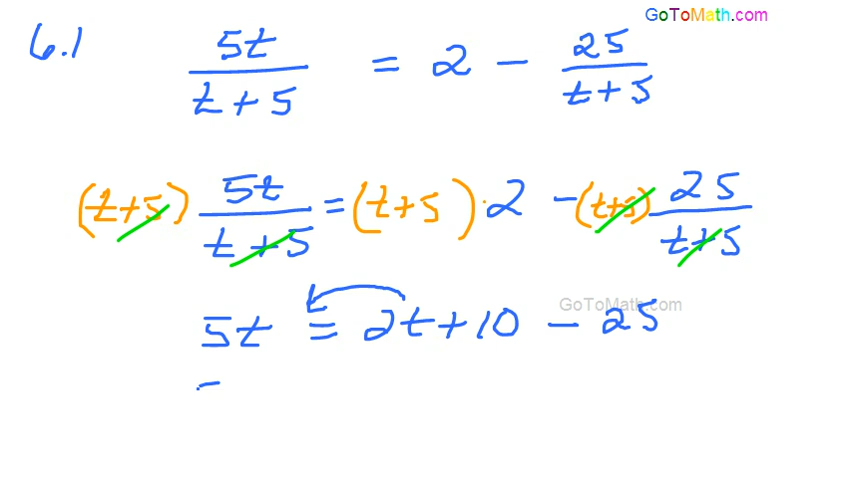 GoToMath.com
6.1
5t/(t+5) = 2 - 25/(t+5)
(t+5) 5t/(t+5) = (t+5)·2 - (t+5) 25/(t+5)
GoToMath.com
5t = 2t+10 - 25